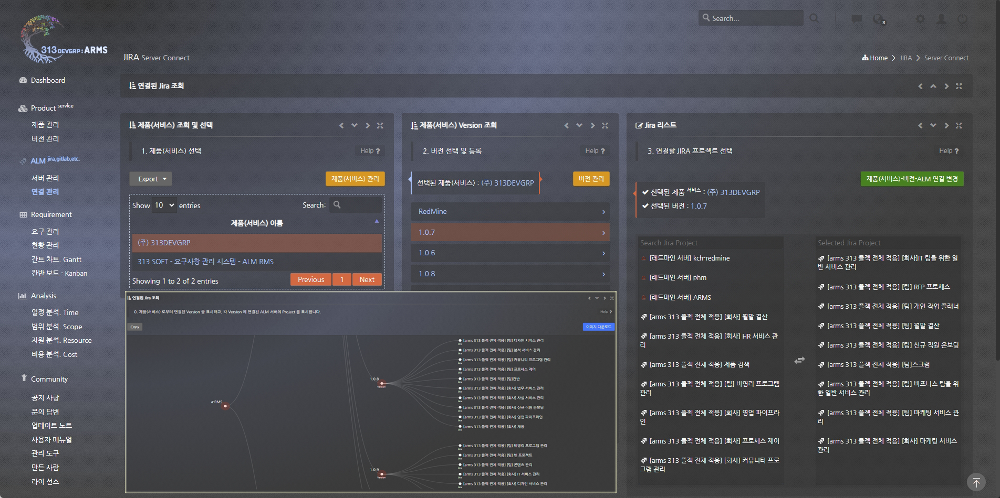 313 DEVGRP : ARMS
Search...
3
JIRA Server Connect
Home > JIRA > Server Connect
Dashboard
Product service
제품 관리
버전 관리
ALM jira,gitlab,etc.
서버 관리
연결 관리
Requirement
요구 관리
현황 관리
간트 차트. Gantt
칸반 보드 - Kanban
Analysis
일정 분석. Time
범위 분석. Scope
자원 분석. Resource
비용 분석. Cost
Community
공지 사항
문의 답변
업데이트 노트
사용자 메뉴얼
관리 도구
만든 사람
라이 선스
연결된 Jira 조회
제품(서비스) 조회 및 선택
1. 제품(서비스) 선택
Help ?
Export
제품(서비스) 관리
Show 10 entries
Search:
제품(서비스) 이름
(주) 313DEVGRP
313 SOFT - 요구사항 관리 시스템 - ALM RMS
Showing 1 to 2 of 2 entries
Previous 1 Next
제품(서비스) Version 조회
2. 버전 선택 및 등록
Help ?
선택된 제품(서비스) : (주) 313DEVGRP
버전 관리
RedMine
1.0.7
1.0.6
1.0.8
Jira 리스트
3. 연결할 JIRA 프로젝트 선택
Help ?
제품(서비스)-버전-ALM 연결 변경
선택된 제품 서비스 : (주) 313DEVGRP
선택된 버전 : 1.0.7
Search Jira Project
[레드마인 서버] kch-redmine
[레드마인 서버] phm
[레드마인 서버] ARMS
[arms 313 플젝 전체 적용] [회사] 월말 결산
[arms 313 플젝 전체 적용] [회사] HR 서비스 관
리
[arms 313 플젝 전체 적용] 제품 검색
[arms 313 플젝 전체 적용] [팀] 비영리 프로그램
관리
[arms 313 플젝 전체 적용] [회사] 영업 파이프라
인
[arms 313 플젝 전체 적용] [회사] 프로세스 제어
[arms 313 플젝 전체 적용] [회사] 커뮤니티 프로
그램 관리
Selected Jira Project
[arms 313 플젝 전체 적용] [회사]IT 팀을 위한 일
반 서비스 관리
[arms 313 플젝 전체 적용] [팀] RFP 프로세스
[arms 313 플젝 전체 적용] [팀] 개인 작업 플래너
[arms 313 플젝 전체 적용] [팀] 월말 결산
[arms 313 플젝 전체 적용] [팀] 신규 직원 온보딩
[arms 313 플젝 전체 적용] [팀]스크럼
[arms 313 플젝 전체 적용] [팀] 비즈니스 팀을 위
한 일반 서비스 관리
[arms 313 플젝 전체 적용] [팀] 마케팅 서비스 관
리
[arms 313 플젝 전체 적용] [회사] 마케팅 서비스
관리
연결된 Jira 조회
0. 제품(서비스) 로부터 연결된 Version 을 표시하고, 각 Version 에 연결된 ALM 서버의 Project 를 표시합니다.
Help ?
Copy
이미지 다운로드
a-RMS
1.0.8
Version
[arms 313 플젝 전체 적용] [팀] 디자인 서비스 관리
Jira
[arms 313 플젝 전체 적용] [팀] 분석 서비스 관리
Jira
[arms 313 플젝 전체 적용] [팀] 커뮤니티 프로그램 관리
Jira
[arms 313 플젝 전체 적용] [팀] 프로세스 제어
Jira
[arms 313 플젝 전체 적용] [팀]칸반
Jira
[arms 313 플젝 전체 적용] [회사] 법무 서비스 관리
Jira
[arms 313 플젝 전체 적용] [회사] 시설 서비스 관리
Jira
[arms 313 플젝 전체 적용] [회사] 신규 직원 온보딩
Jira
[arms 313 플젝 전체 적용] [회사] 영업 파이프라인
Jira
[arms 313 플젝 전체 적용] [회사] 채용
Jira
1.0.9
Version
[arms 313 플젝 전체 적용] [팀] 비영리 프로그램 관리
Jira
[arms 313 플젝 전체 적용] [팀] 빈 프로젝트
Jira
[arms 313 플젝 전체 적용] [팀] 콘텐츠 관리
Jira
[arms 313 플젝 전체 적용] [회사] IT 서비스 관리
Jira
[arms 313 플젝 전체 적용] [회사] 디자인 서비스 관리
Jira